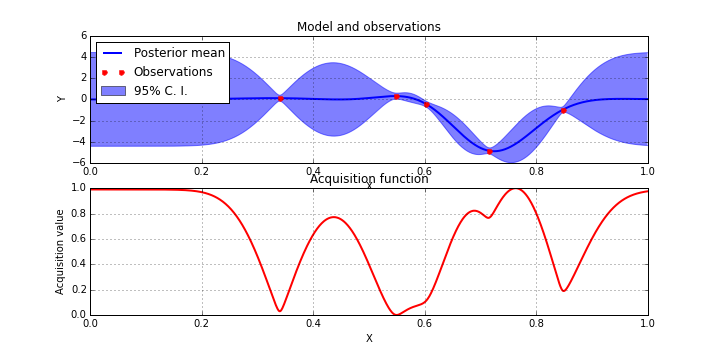 Model and observations
6
4
2
0
−2
−4
−6
Y
Posterior mean
Observations
95% C. I.
0.0 0.2 0.4 0.6 0.8 1.0
X
Acquisition function
1.0
0.8
0.6
0.4
0.2
0.0
Acquisition value
0.0 0.2 0.4 0.6 0.8 1.0
X